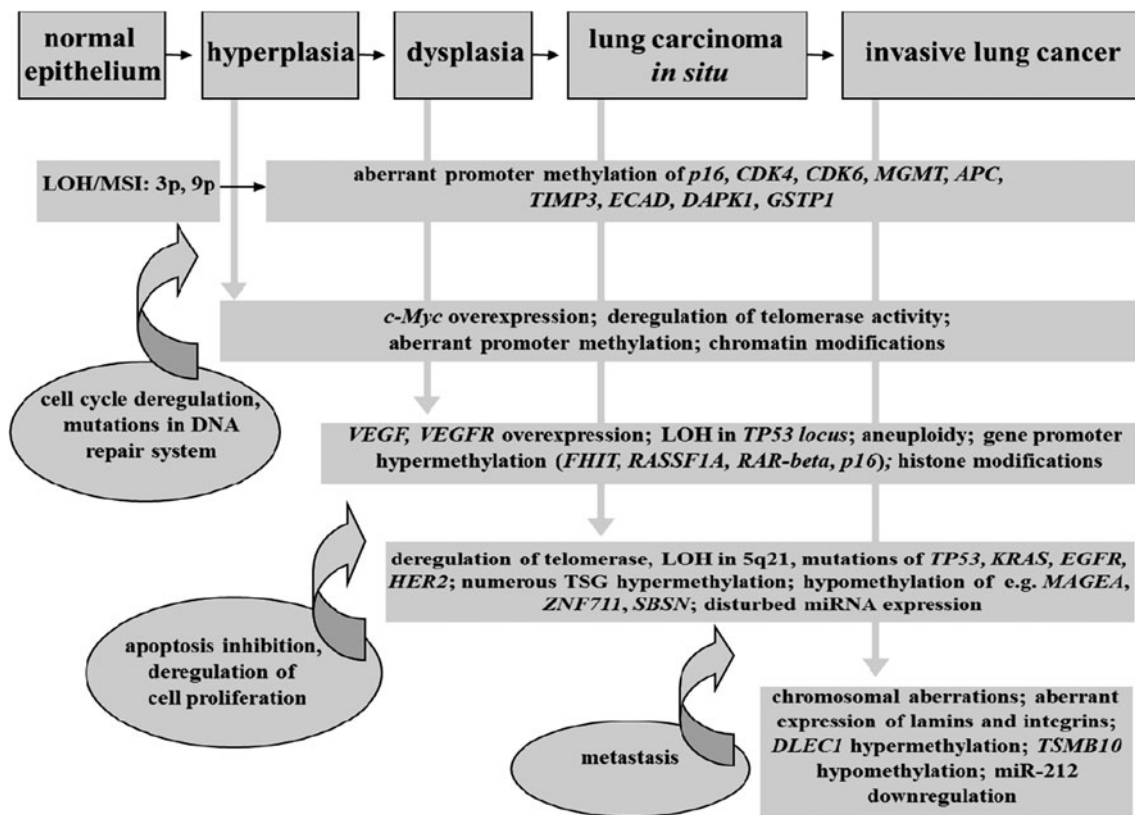 normal
epithelium
hyperplasia
dysplasia
lung carcinoma
in situ
invasive lung cancer
LOH/MSI: 3p, 9p
aberrant promoter methylation of p16, CDK4, CDK6, MGMT, APC,
TIMP3, ECAD, DAPK1, GSTP1
c-Myc overexpression; deregulation of telomerase activity;
aberrant promoter methylation; chromatin modifications
cell cycle deregulation,
mutations in DNA
repair system
VEGF, VEGFR overexpression; LOH in TP53 locus; aneuploidy; gene promoter
hypermethylation (FHIT, RASSF1A, RAR-beta, p16); histone modifications
deregulation of telomerase, LOH in 5q21, mutations of TP53, KRAS, EGFR,
HER2; numerous TSG hypermethylation; hypomethylation of e.g. MAGEA,
ZNF711, SBSN; disturbed miRNA expression
apoptosis inhibition,
deregulation of
cell proliferation
chromosomal aberrations; aberrant
expression of lamins and integrins;
DLEC1 hypermethylation; TSMB10
hypomethylation; miR-212
downregulation
metastasis